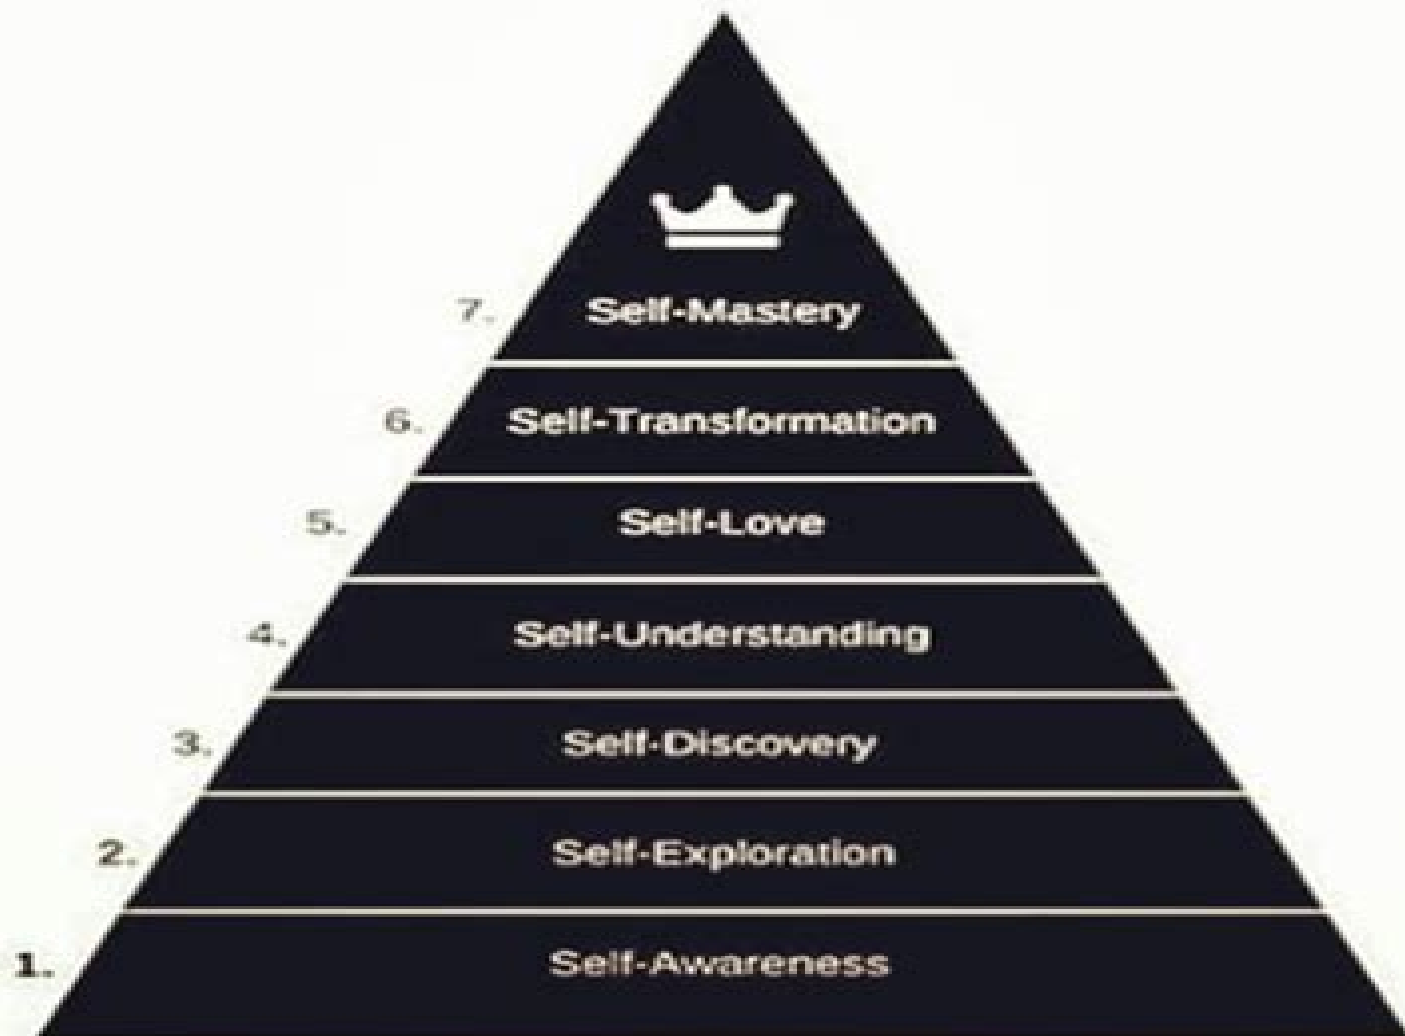 7. Self-Mastery
6. Self-Transformation
5. Self-Love
4. Self-Understanding
3. Self-Discovery
2. Self-Exploration
1. Self-Awareness